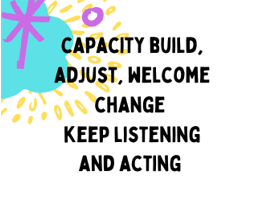 CAPACITY BUILD,
ADJUST, WELCOME
CHANGE
KEEP LISTENING
AND ACTING